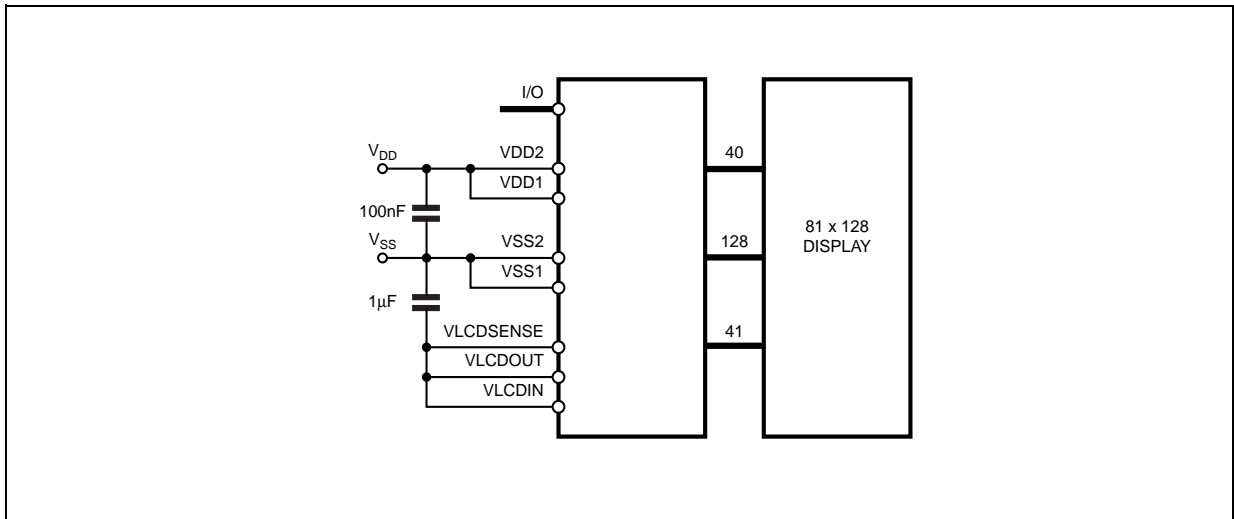 I/O
V_DD
VDD2
VDD1
100nF
V_SS
VSS2
VSS1
1μF
VLCDSENSE
VLCDOUT
VLCDIN
40
128
41
81 x 128
DISPLAY